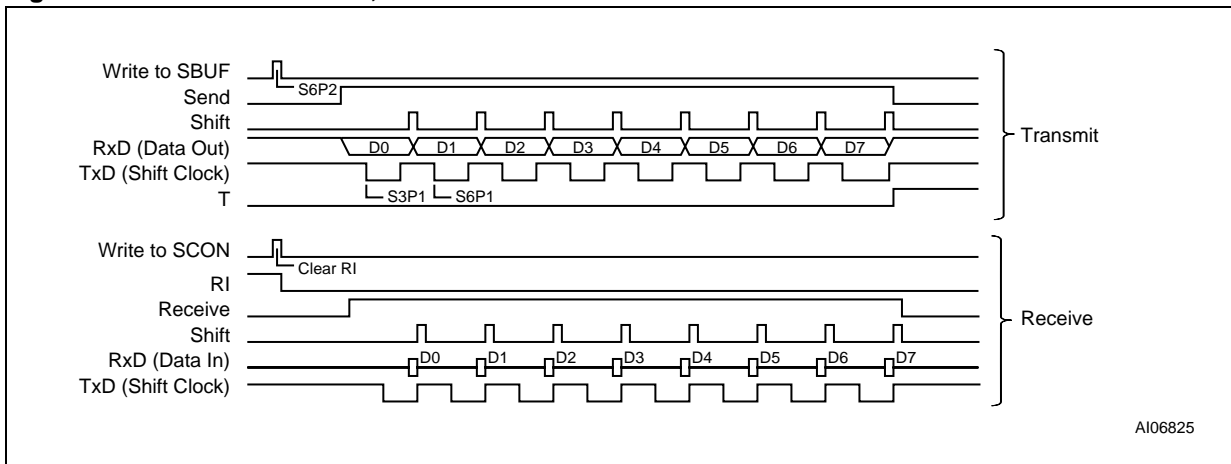 Write to SBUF
S6P2
Send
Shift
RxD (Data Out)
D0 D1 D2 D3 D4 D5 D6 D7
TxD (Shift Clock)
S3P1 S6P1
T
Transmit
Write to SCON
Clear RI
RI
Receive
Shift
RxD (Data In)
D0 D1 D2 D3 D4 D5 D6 D7
TxD (Shift Clock)
Receive
AI06825